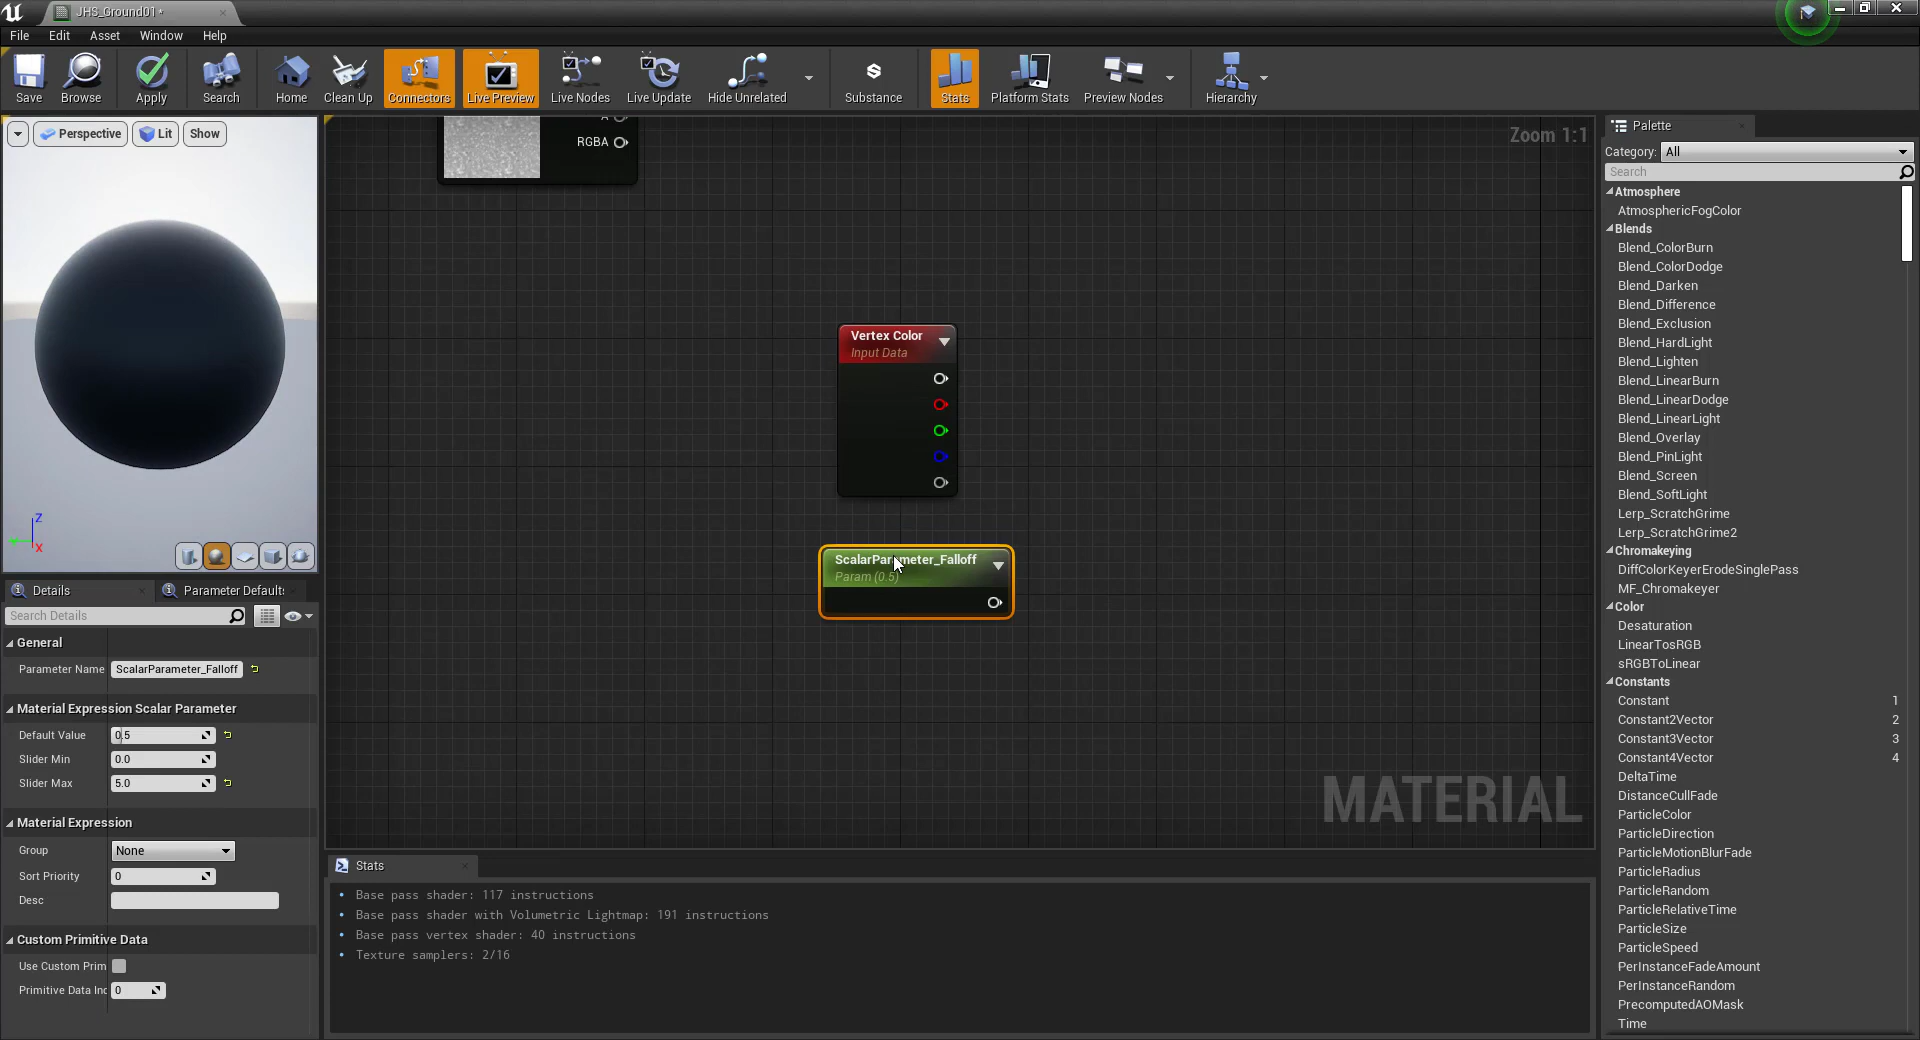 JHS_Ground01*
File Edit Asset Window Help
Save Browse Apply Search Home Clean Up Connectors Live Preview Live Nodes Live Update Hide Unrelated Substance Stats Platform Stats Preview Nodes Hierarchy
Perspective Lit Show
Z
X
A
RGBA
Zoom 1:1
Vertex Color
Input Data
ScalarParameter_Falloff
Param (0.5)
MATERIAL
Details Parameter Default
Search Details
General
Parameter Name ScalarParameter_Falloff
Material Expression Scalar Parameter
Default Value 0.5
Slider Min 0.0
Slider Max 5.0
Material Expression
Group None
Sort Priority 0
Desc
Custom Primitive Data
Use Custom Prim
Primitive Data Inc 0
Stats
Base pass shader: 117 instructions
Base pass shader with Volumetric Lightmap: 191 instructions
Base pass vertex shader: 40 instructions
Texture samplers: 2/16
Palette
Category: All
Search
Atmosphere
AtmosphericFogColor
Blends
Blend_ColorBurn
Blend_ColorDodge
Blend_Darken
Blend_Difference
Blend_Exclusion
Blend_HardLight
Blend_Lighten
Blend_LinearBurn
Blend_LinearDodge
Blend_LinearLight
Blend_Overlay
Blend_PinLight
Blend_Screen
Blend_SoftLight
Lerp_ScratchGrime
Lerp_ScratchGrime2
Chromakeying
DiffColorKeyerErodeSinglePass
MF_Chromakeyer
Color
Desaturation
LinearTosRGB
sRGBToLinear
Constants
Constant 1
Constant2Vector 2
Constant3Vector 3
Constant4Vector 4
DeltaTime
DistanceCullFade
ParticleColor
ParticleDirection
ParticleMotionBlurFade
ParticleRadius
ParticleRandom
ParticleRelativeTime
ParticleSize
ParticleSpeed
PerInstanceFadeAmount
PerInstanceRandom
PrecomputedAOMask
Time